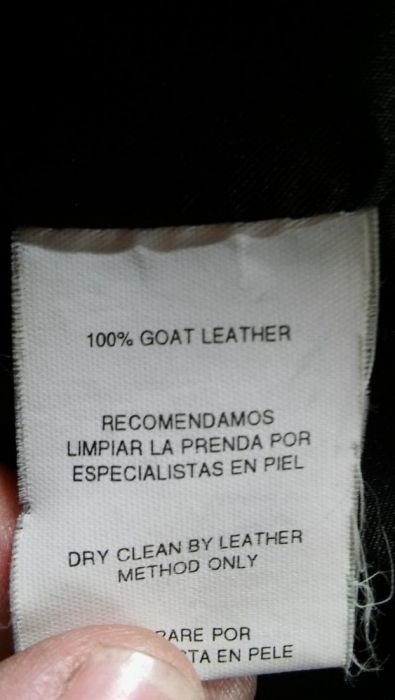 100% GOAT LEATHER
RECOMENDAMOS
LIMPIAR LA PRENDA POR
ESPECIALISTAS EN PIEL
DRY CLEAN BY LEATHER
METHOD ONLY
POR
EN PELE